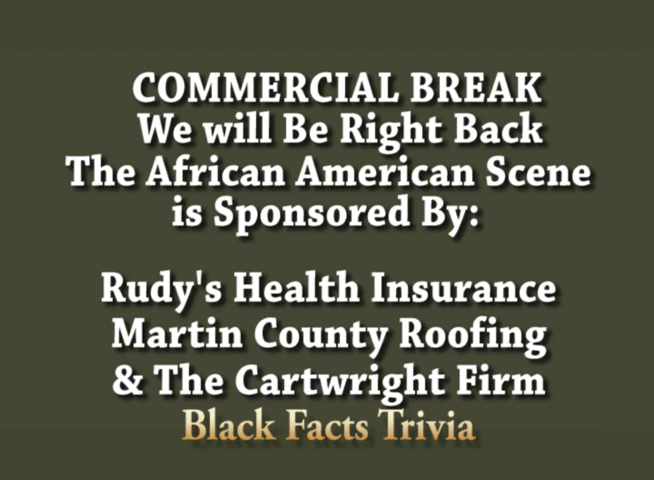 COMMERCIAL BREAK
We will Be Right Back
The African American Scene
is Sponsored By:
Rudy's Health Insurance
Martin County Roofing
& The Cartwright Firm
Black Facts Trivia